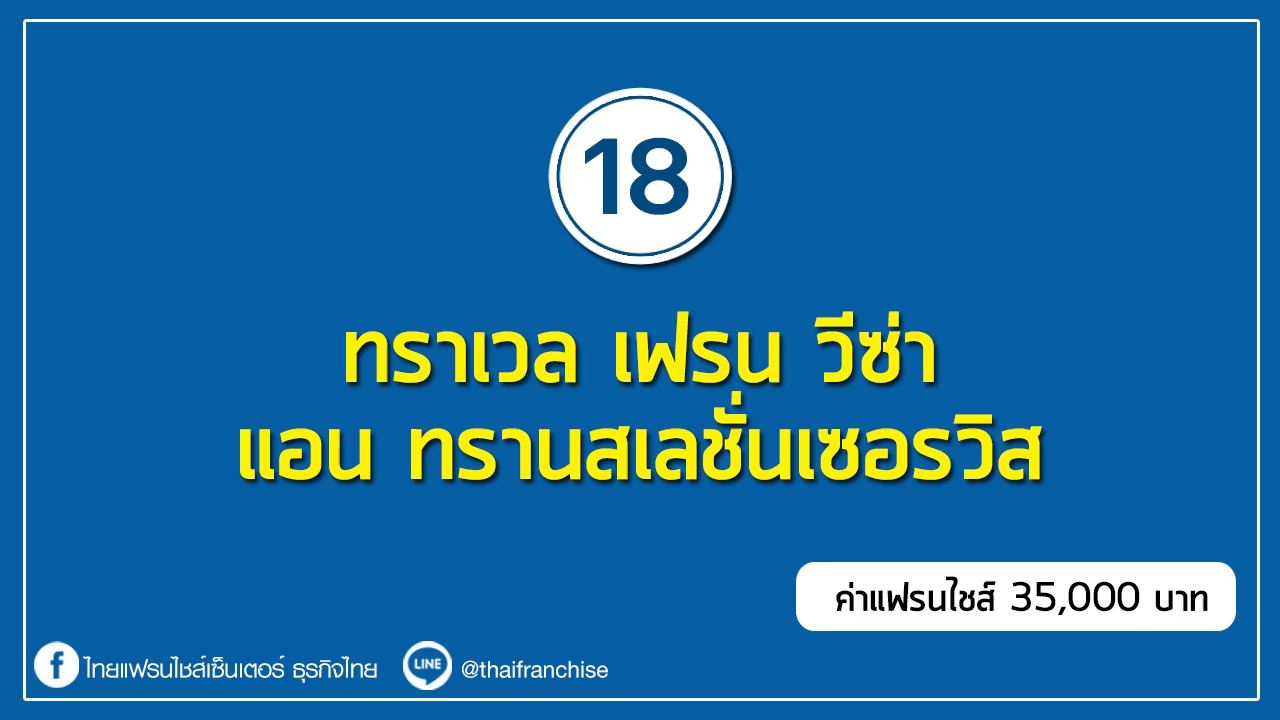 18
ทราเวล เฟรน วีซ่า
แอน ทรานสเลชั่นเซอรวิส
ค่าแฟรนไชส์ 35,000 บาท
f ไทยแฟรนไชส์เซ็นเตอร์ ธุรกิจไทย LINE @thaifranchise